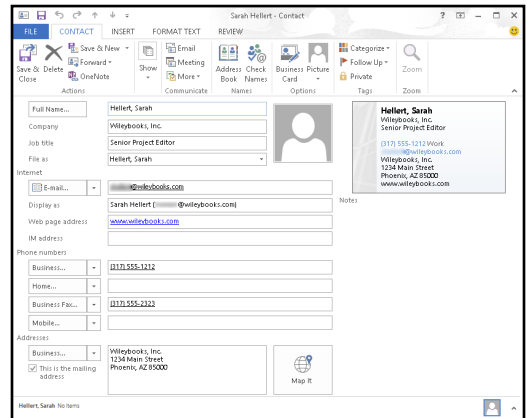 Sarah Hellert - Contact
FILE CONTACT INSERT FORMAT TEXT REVIEW
Save & Close
Delete
Save & New
Forward
OneNote
Actions
Show
Email
Meeting
More
Communicate
Address Book
Check Names
Names
Business Card
Picture
Options
Categorize
Follow Up
Private
Tags
Zoom
Zoom
Full Name... Hellert, Sarah
Company Wileybooks, Inc.
Job title Senior Project Editor
File as Hellert, Sarah
Internet
E-mail... @wileybooks.com
Display as Sarah Hellert ( @wileybooks.com)
Web page address www.wileybooks.com
IM address
Phone numbers
Business... (317) 555-1212
Home...
Business Fax... (317) 555-2323
Mobile...
Addresses
Business... Wileybooks, Inc.
1234 Main Street
Phoenix, AZ 85000
This is the mailing
address
Map It
Hellert, Sarah
Wileybooks, Inc.
Senior Project Editor
(317) 555-1212 Work
@wileybooks.com
Wileybooks, Inc.
1234 Main Street
Phoenix, AZ 85000
www.wileybooks.com
Notes
Hellert, Sarah No Items